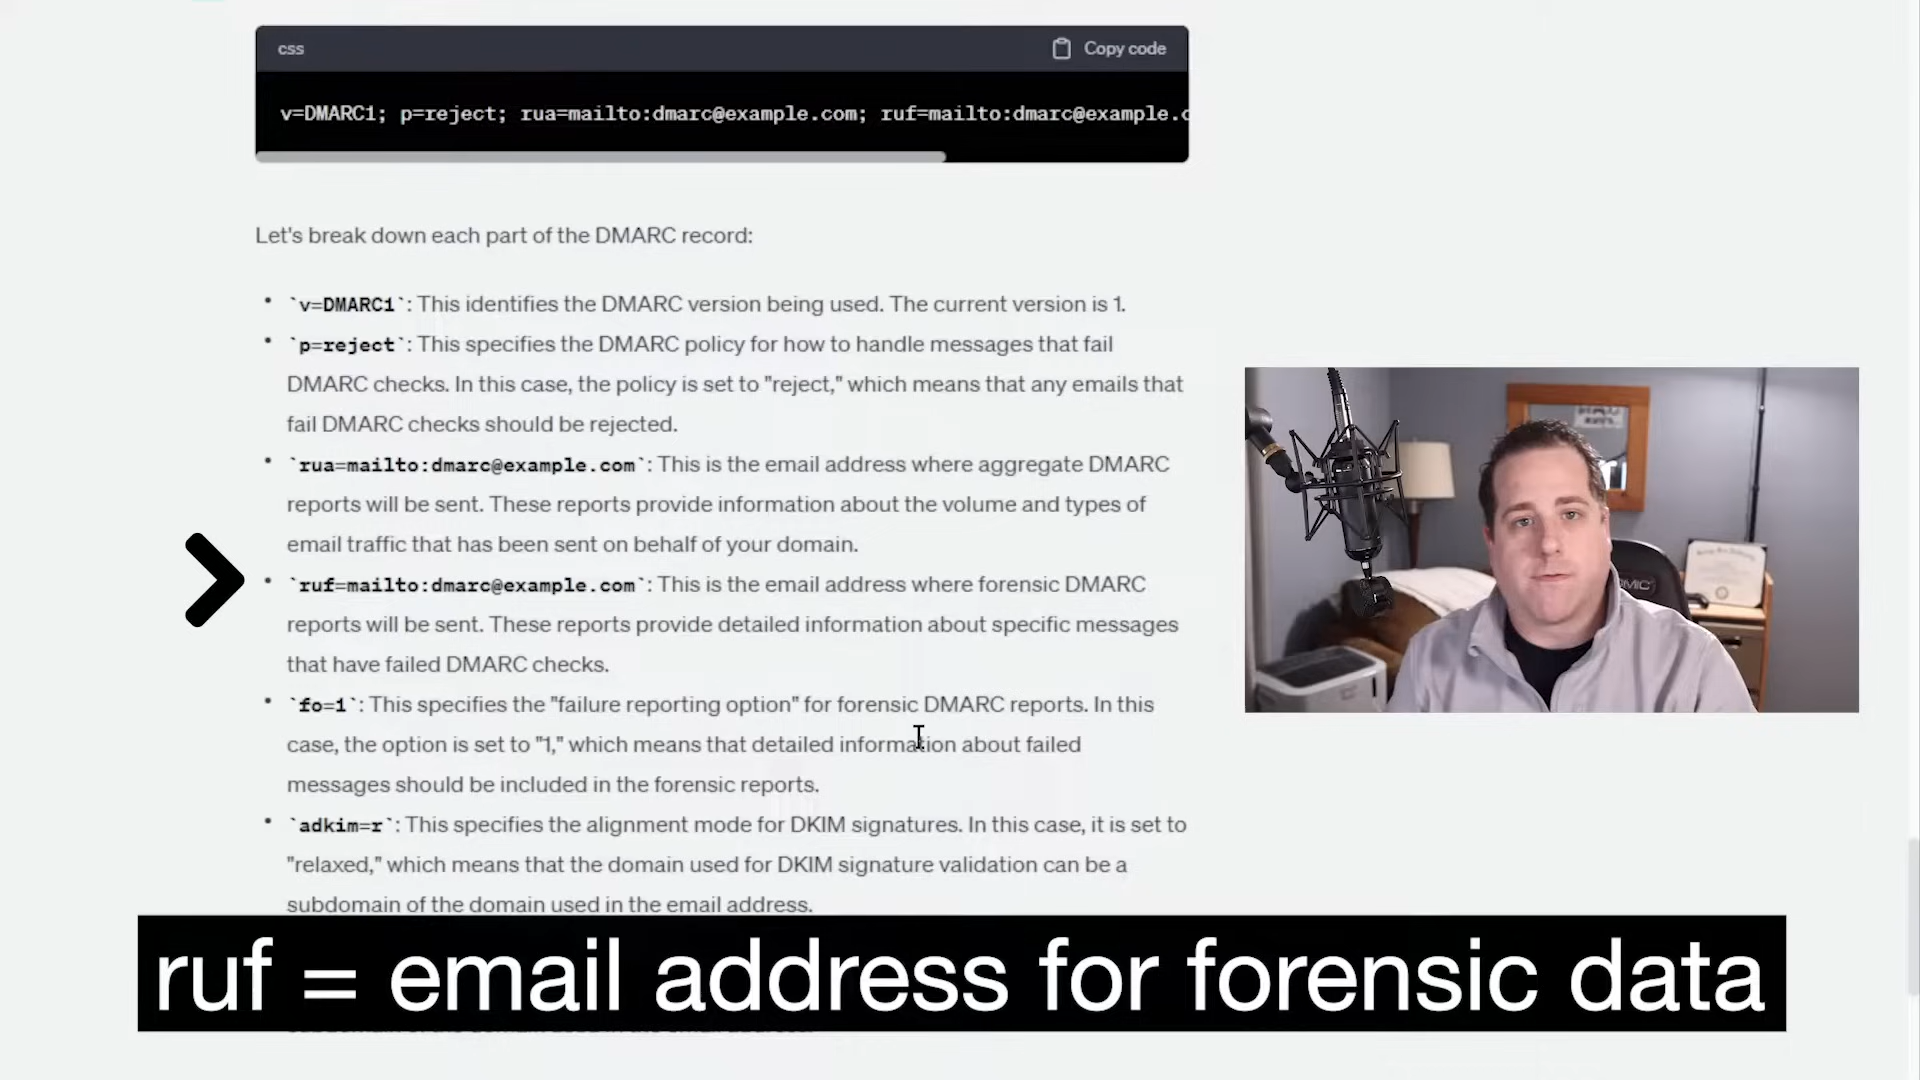 css
Copy code
v=DMARC1; p=reject; rua=mailto:dmarc@example.com; ruf=mailto:dmarc@example.c
Let's break down each part of the DMARC record:
• `v=DMARC1`: This identifies the DMARC version being used. The current version is 1.
• `p=reject`: This specifies the DMARC policy for how to handle messages that fail
DMARC checks. In this case, the policy is set to "reject," which means that any emails that
fail DMARC checks should be rejected.
• `rua=mailto:dmarc@example.com`: This is the email address where aggregate DMARC
reports will be sent. These reports provide information about the volume and types of
email traffic that has been sent on behalf of your domain.
• `ruf=mailto:dmarc@example.com`: This is the email address where forensic DMARC
reports will be sent. These reports provide detailed information about specific messages
that have failed DMARC checks.
• `fo=1`: This specifies the "failure reporting option" for forensic DMARC reports. In this
case, the option is set to "1," which means that detailed information about failed
messages should be included in the forensic reports.
• `adkim=r`: This specifies the alignment mode for DKIM signatures. In this case, it is set to
"relaxed," which means that the domain used for DKIM signature validation can be a
subdomain of the domain used in the email address.
ruf = email address for forensic data